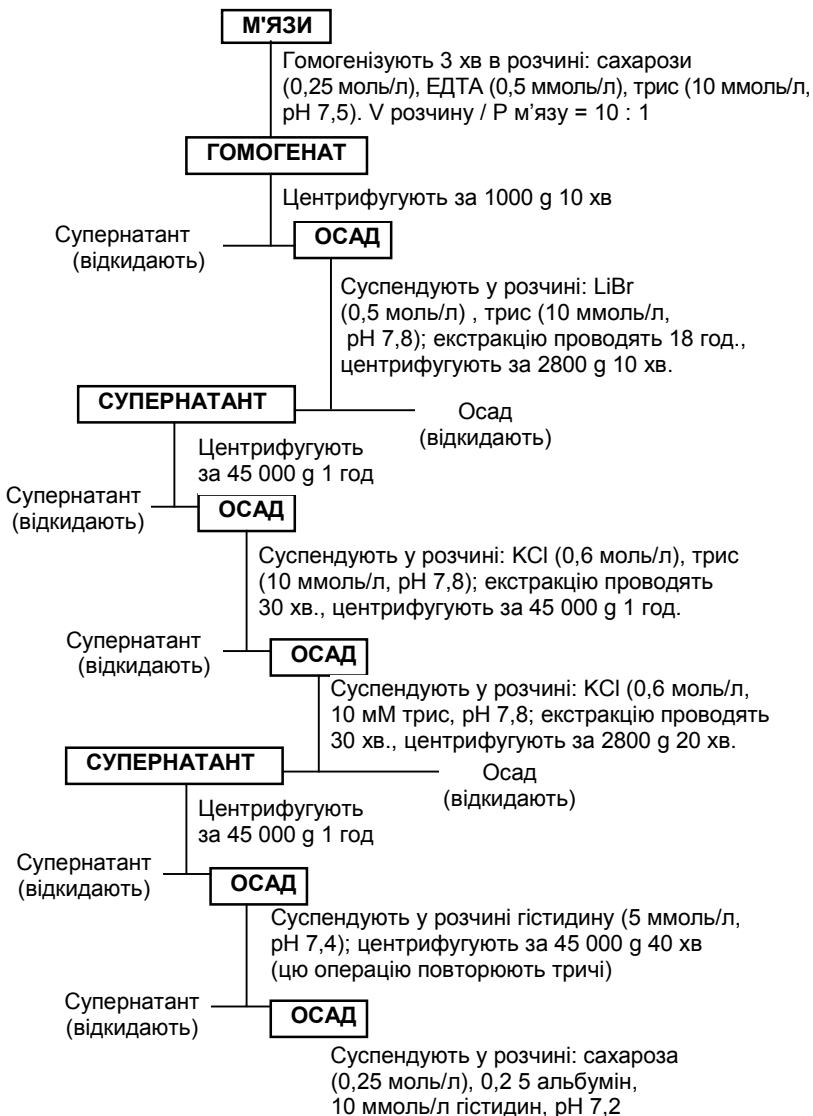 М'ЯЗИ
Гомогенізують 3 хв в розчині: сахарози
(0,25 моль/л), ЕДТА (0,5 ммоль/л), трис (10 ммоль/л,
рН 7,5). V розчину / Р м’язу = 10 : 1
ГОМОГЕНАТ
Центрифугують за 1000 g 10 хв
Супернатант
(відкидають)
ОСАД
Суспендують у розчині: LiBr
(0,5 моль/л) , трис (10 ммоль/л,
рН 7,8); екстракцію проводять 18 год.,
центрифугують за 2800 g 10 хв.
СУПЕРНАТАНТ
Осад
(відкидають)
Центрифугують
за 45 000 g 1 год
Супернатант
(відкидають)
ОСАД
Суспендують у розчині: KCl (0,6 моль/л), трис
(10 ммоль/л, рН 7,8); екстракцію проводять
30 хв., центрифугують за 45 000 g 1 год.
Супернатант
(відкидають)
ОСАД
Суспендують у розчині: KCl (0,6 моль/л,
10 мМ трис, рН 7,8; екстракцію проводять
30 хв., центрифугують за 2800 g 20 хв.
СУПЕРНАТАНТ
Осад
(відкидають)
Центрифугують
за 45 000 g 1 год
Супернатант
(відкидають)
ОСАД
Суспендують у розчині гістидину (5 ммоль/л,
рН 7,4); центрифугують за 45 000 g 40 хв
(цю операцію повторюють тричі)
Супернатант
(відкидають)
ОСАД
Суспендують у розчині: сахароза
(0,25 моль/л), 0,2 5 альбумін,
10 ммоль/л гістидин, рН 7,2